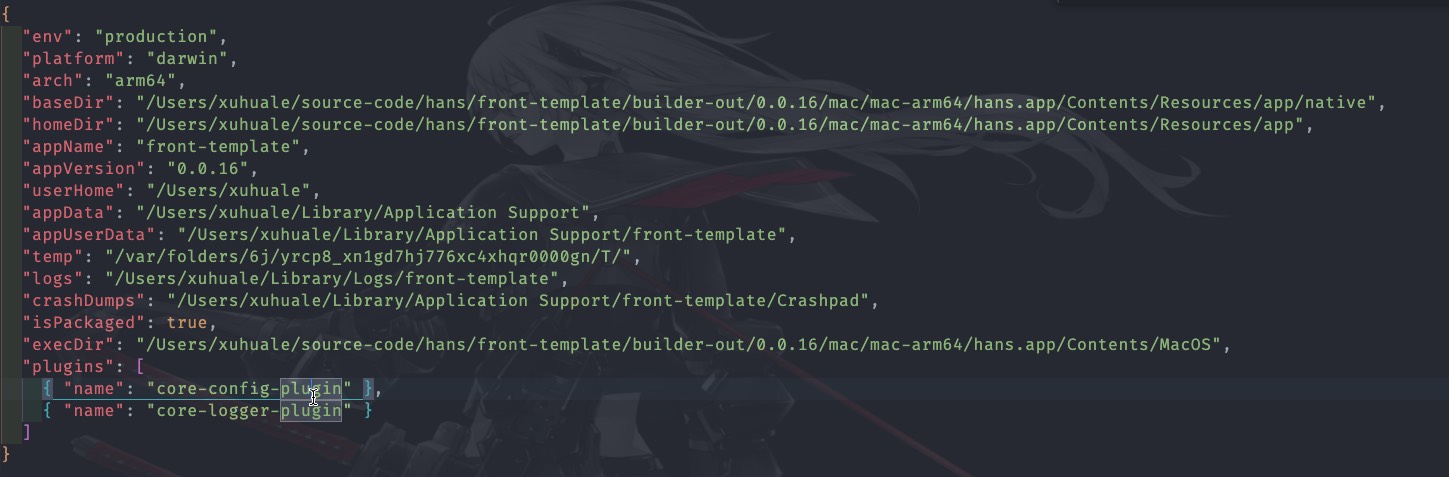 {
"env": "production",
"platform": "darwin",
"arch": "arm64",
"baseDir": "/Users/xuhuale/source-code/hans/front-template/builder-out/0.0.16/mac/mac-arm64/hans.app/Contents/Resources/app/native",
"homeDir": "/Users/xuhuale/source-code/hans/front-template/builder-out/0.0.16/mac/mac-arm64/hans.app/Contents/Resources/app",
"appName": "front-template",
"appVersion": "0.0.16",
"userHome": "/Users/xuhuale",
"appData": "/Users/xuhuale/Library/Application Support",
"appUserData": "/Users/xuhuale/Library/Application Support/front-template",
"temp": "/var/folders/6j/yrcp8_xn1gd7hj776xc4xhqr0000gn/T/",
"logs": "/Users/xuhuale/Library/Logs/front-template",
"crashDumps": "/Users/xuhuale/Library/Application Support/front-template/Crashpad",
"isPackaged": true,
"execDir": "/Users/xuhuale/source-code/hans/front-template/builder-out/0.0.16/mac/mac-arm64/hans.app/Contents/MacOS",
"plugins": [
{ "name": "core-config-plugin" },
{ "name": "core-logger-plugin" }
]
}